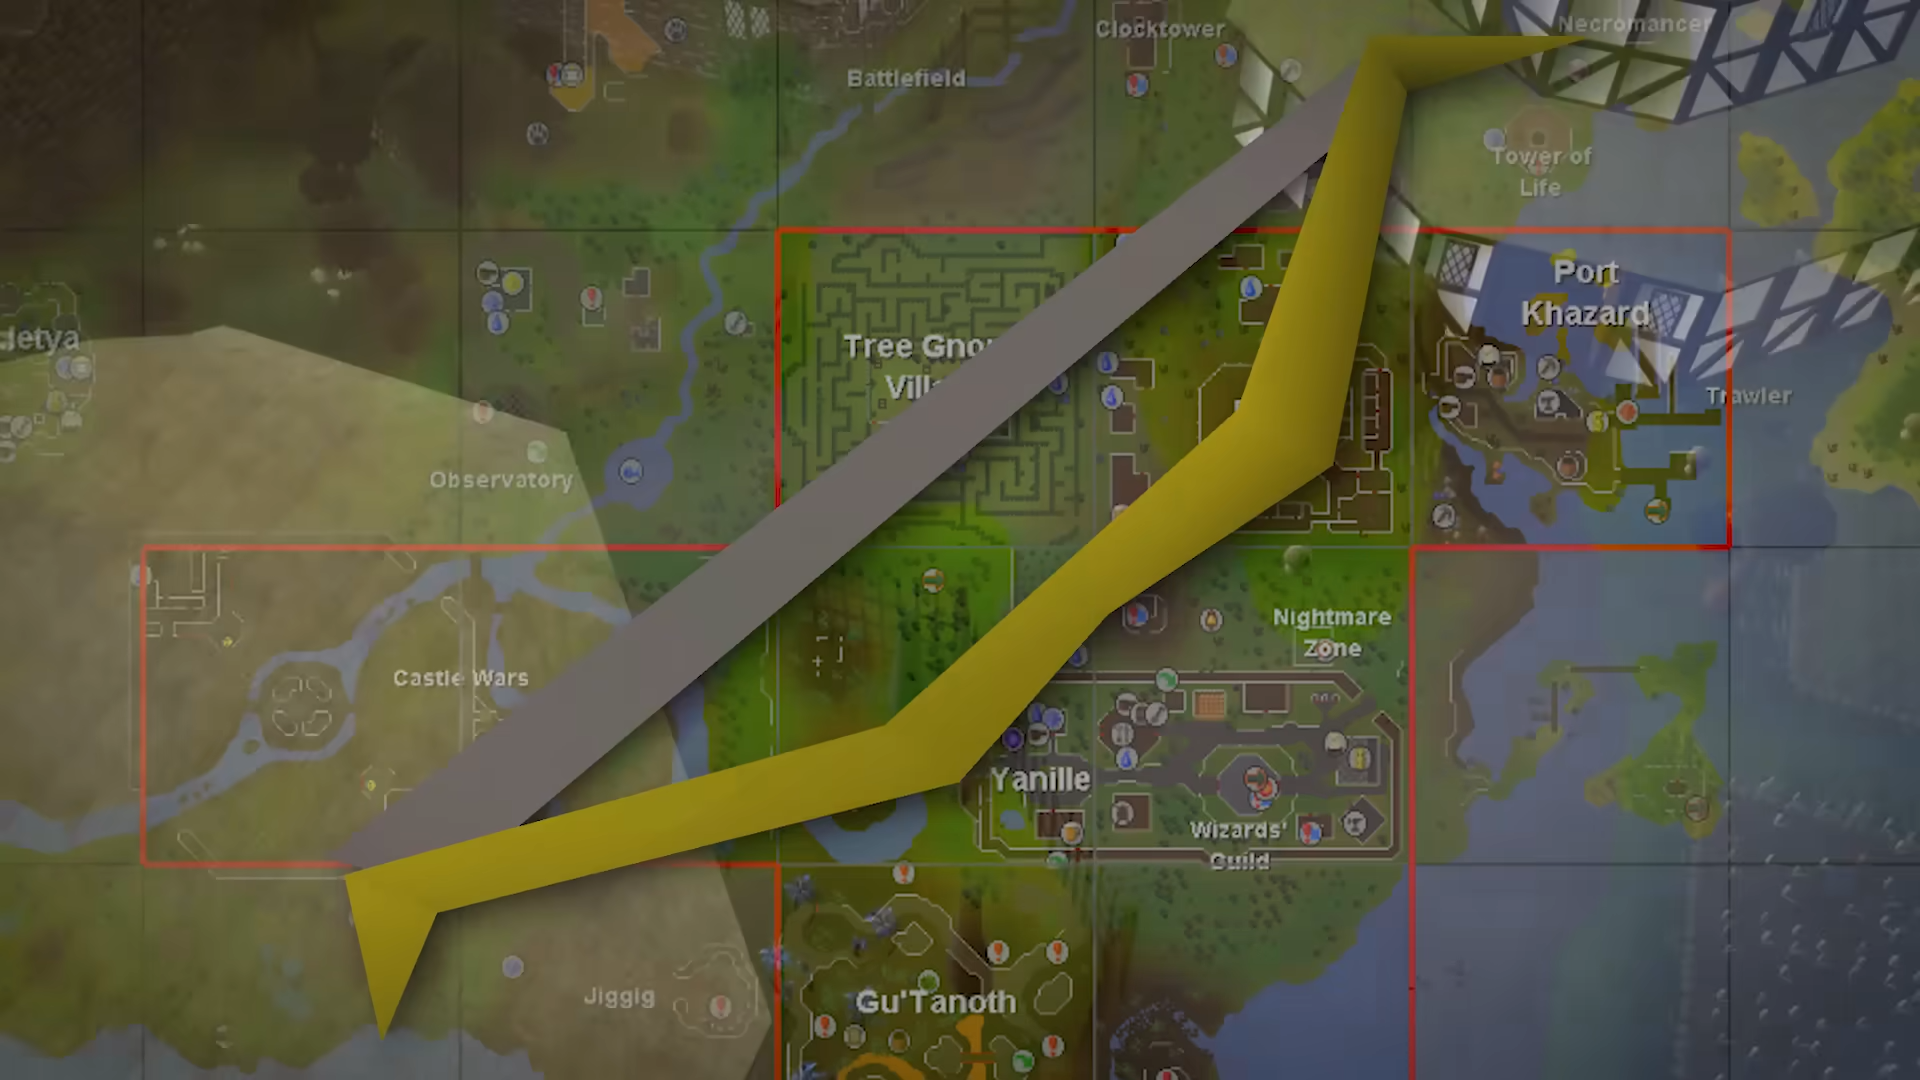 Necromancer
Clocktower
Battlefield
Tower of
Life
Port
Khazard
letya
Tree Gno
Vill
Trawler
Observatory
Nightmare
Zone
Castle Wars
Yanille
Wizards'
Guild
Jiggig
Gu'Tanoth